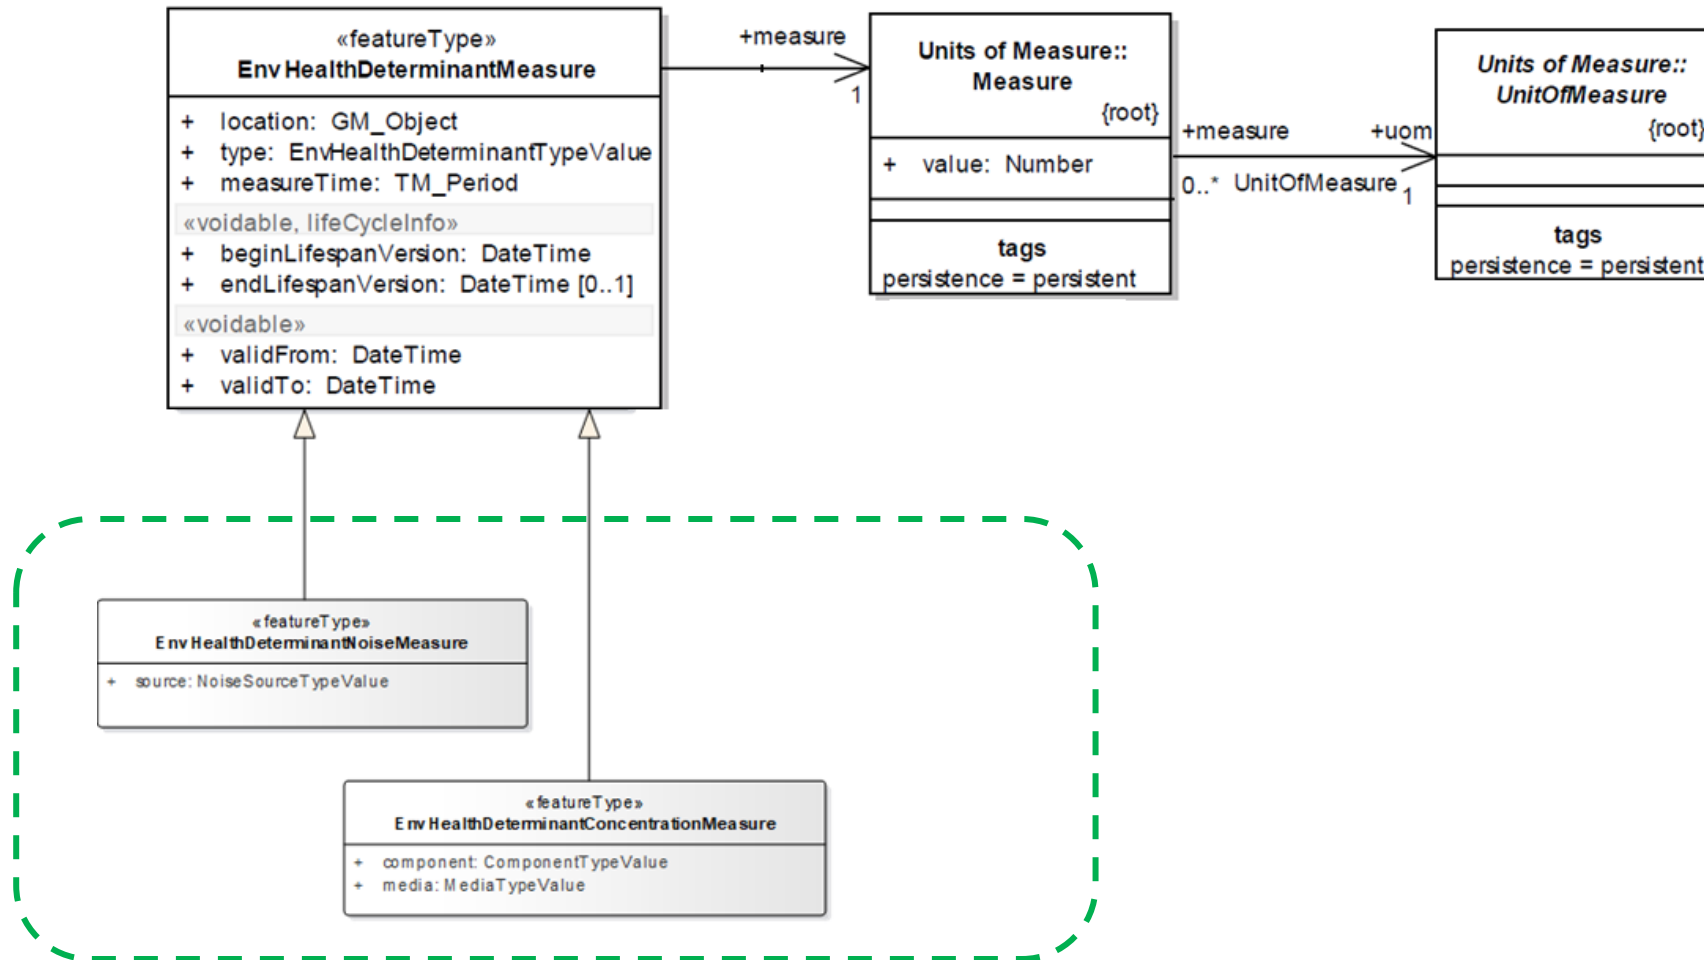 «featureType»
EnvHealthDeterminantMeasure
+ location: GM_Object
+ type: EnvHealthDeterminantTypeValue
+ measureTime: TM_Period
«voidable, lifeCycleInfo»
+ beginLifespanVersion: DateTime
+ endLifespanVersion: DateTime [0..1]
«voidable»
+ validFrom: DateTime
+ validTo: DateTime
+measure
1
Units of Measure::
Measure
{root}
+ value: Number
tags
persistence = persistent
+measure
+uom
0..* UnitOfMeasure
1
Units of Measure::
UnitOfMeasure
{root}
tags
persistence = persistent
«featureType»
EnvHealthDeterminantNoiseMeasure
+ source: NoiseSourceTypeValue
«featureType»
EnvHealthDeterminantConcentrationMeasure
+ component: ComponentTypeValue
+ media: MediaTypeValue